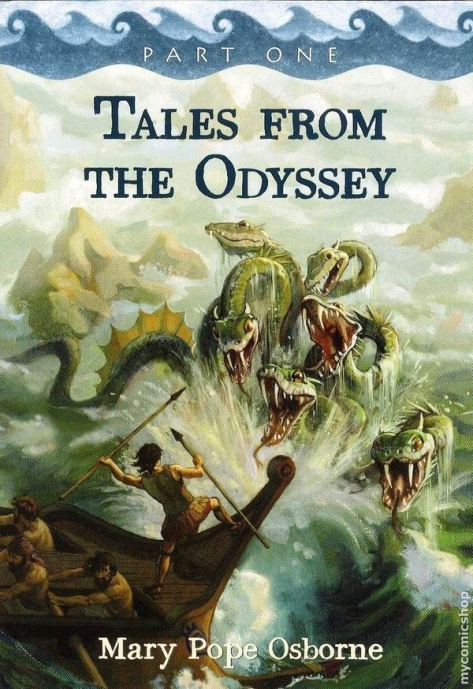 PART ONE
TALES FROM
THE ODYSSEY
Mary Pope Osborne
mycomicshop